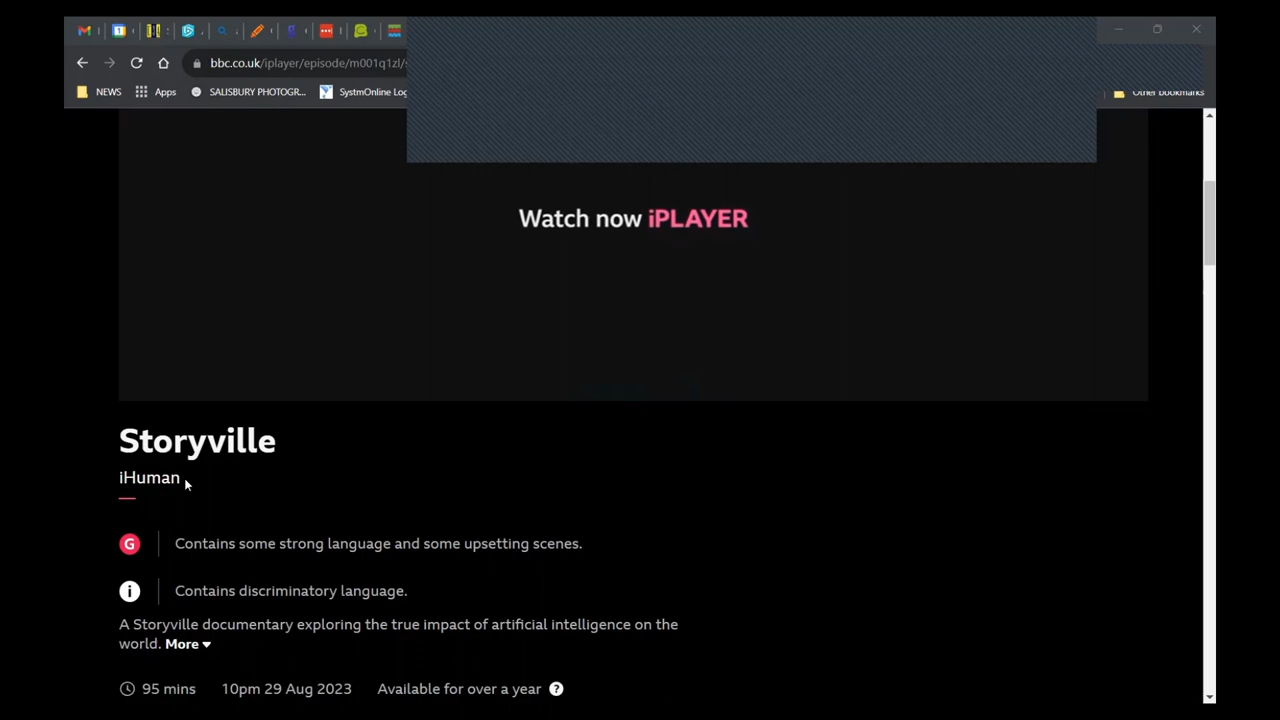 bbc.co.uk/iplayer/episode/m001q1zl/
NEWS Apps SALISBURY PHOTOGR... SystmOnline Log Other bookmarks
Watch now iPLAYER
Storyville
iHuman
G Contains some strong language and some upsetting scenes.
i Contains discriminatory language.
A Storyville documentary exploring the true impact of artificial intelligence on the
world. More
95 mins 10pm 29 Aug 2023 Available for over a year ?